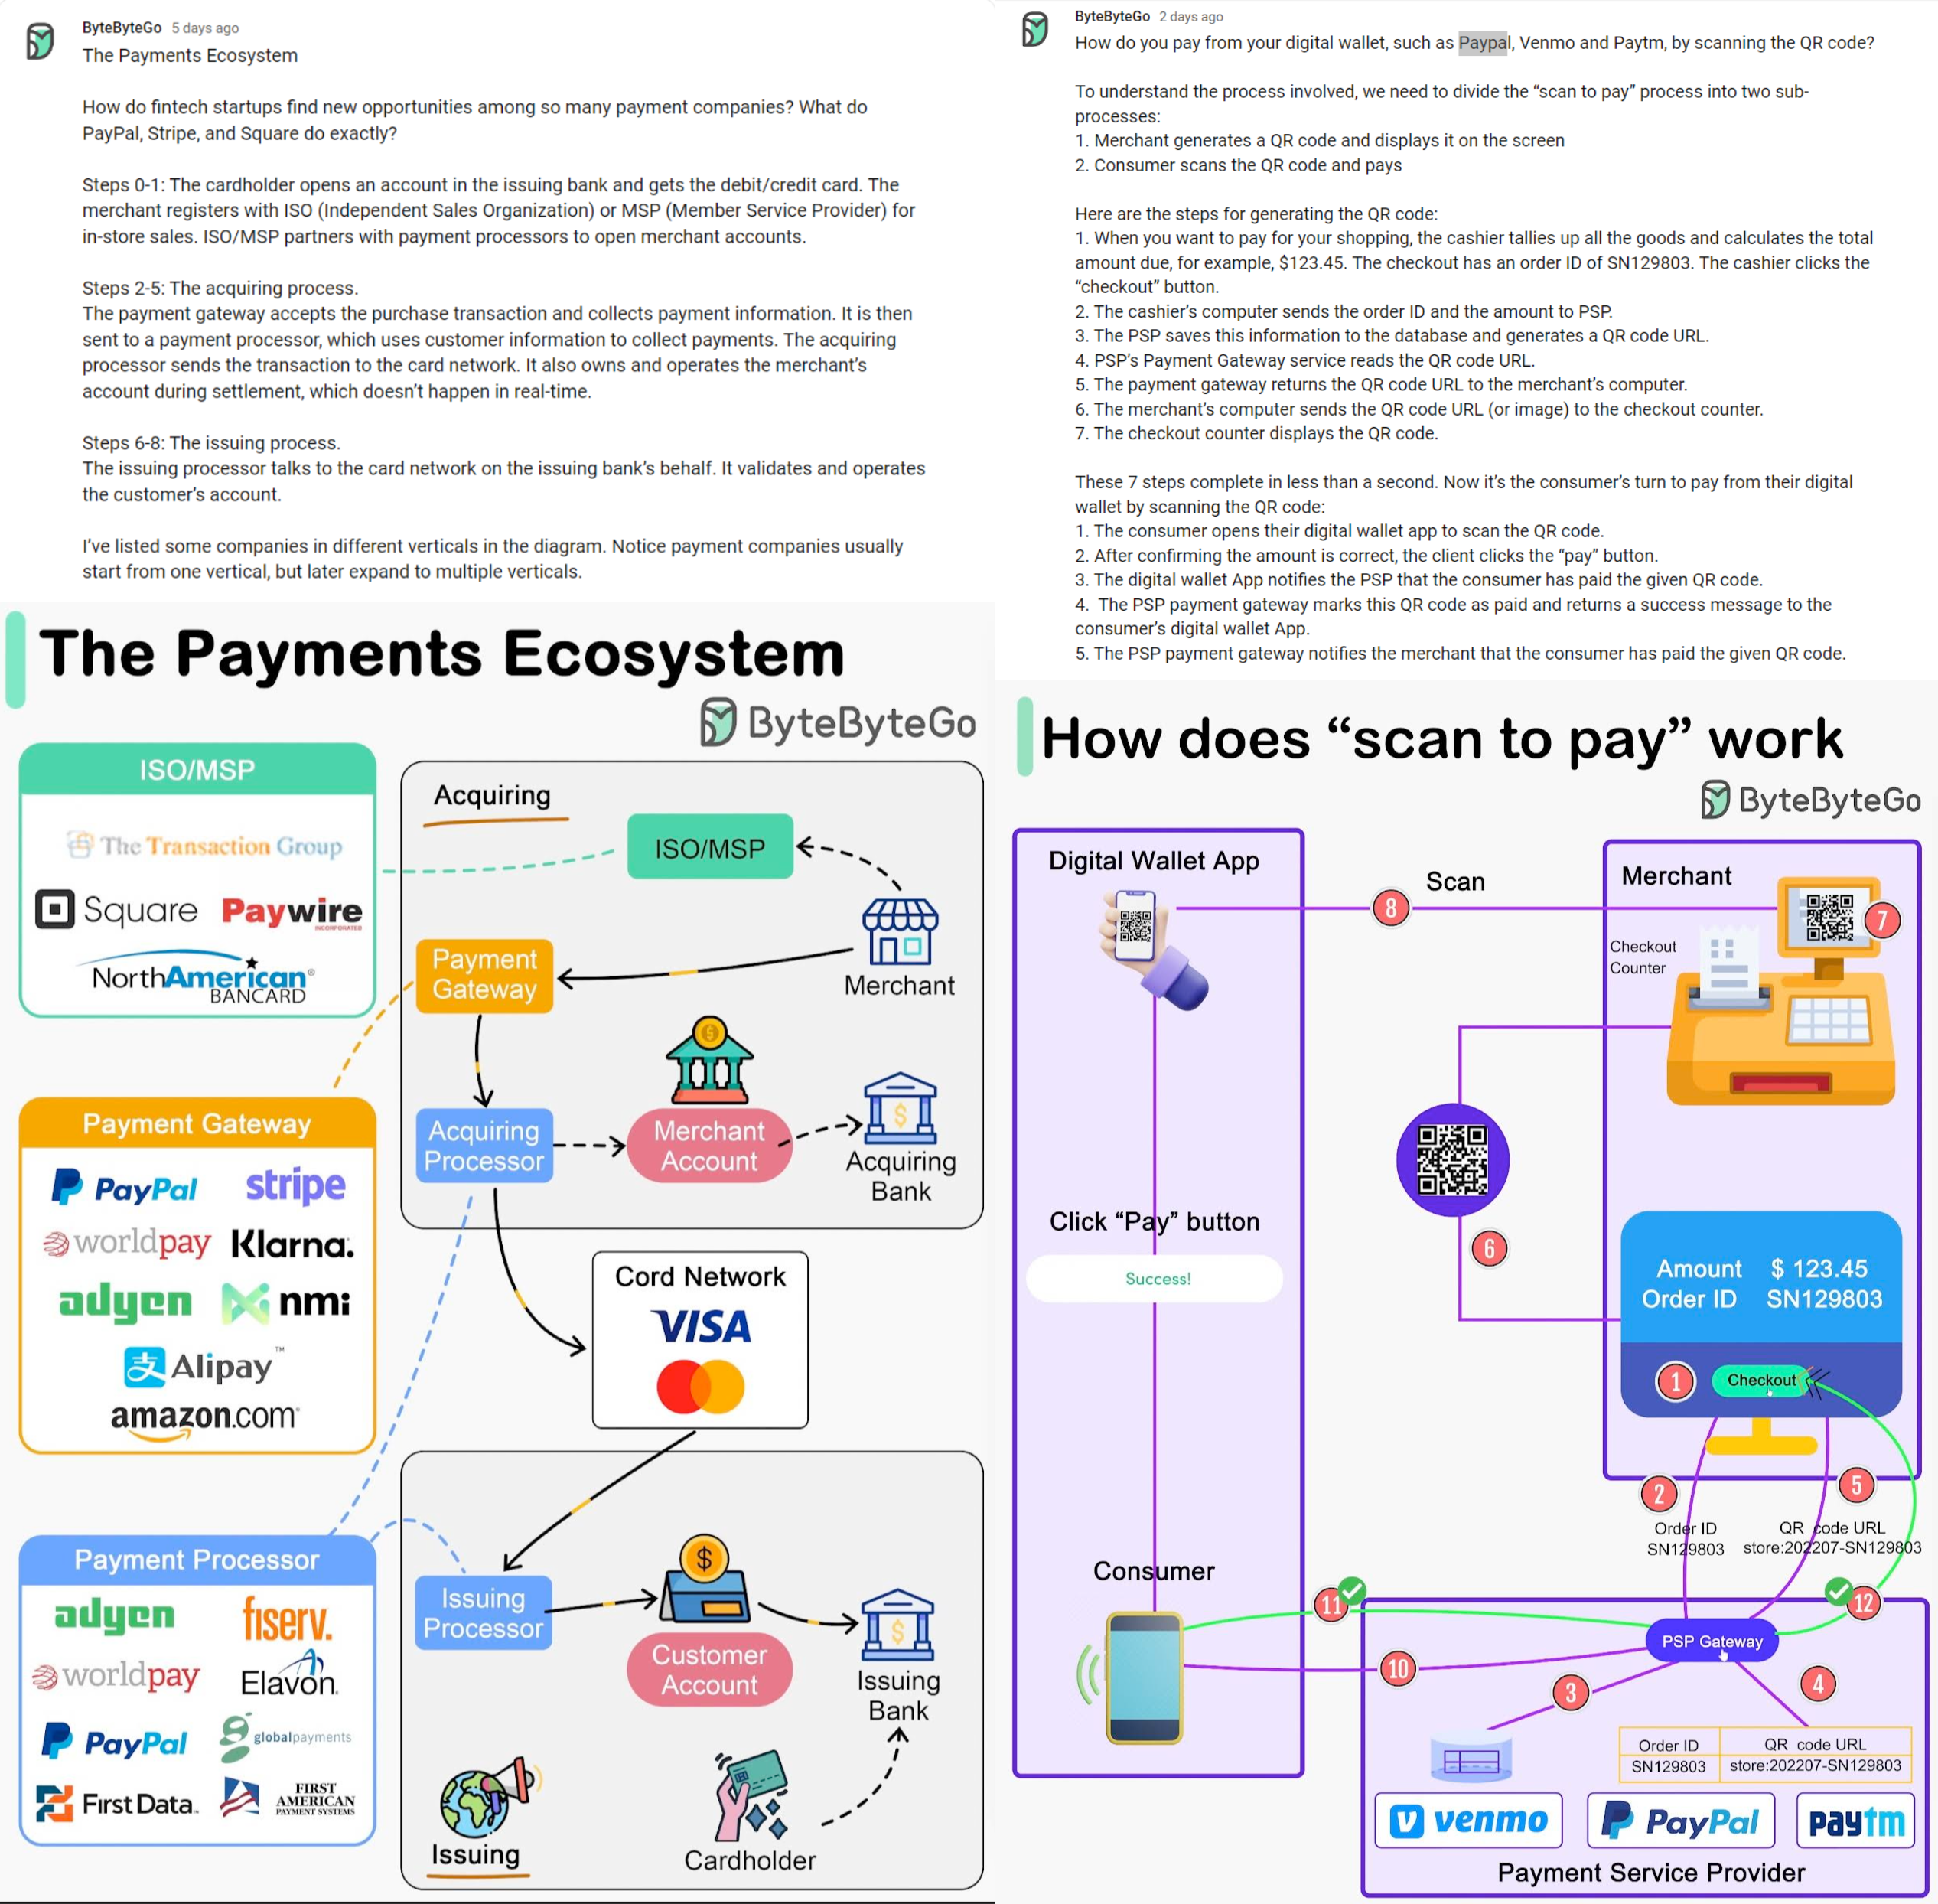 ByteByteGo 5 days ago
The Payments Ecosystem
How do fintech startups find new opportunities among so many payment companies? What do
PayPal, Stripe, and Square do exactly?
Steps 0-1: The cardholder opens an account in the issuing bank and gets the debit/credit card. The
merchant registers with ISO (Independent Sales Organization) or MSP (Member Service Provider) for
in-store sales. ISO/MSP partners with payment processors to open merchant accounts.
Steps 2-5: The acquiring process.
The payment gateway accepts the purchase transaction and collects payment information. It is then
sent to a payment processor, which uses customer information to collect payments. The acquiring
processor sends the transaction to the card network. It also owns and operates the merchant's
account during settlement, which doesn't happen in real-time.
Steps 6-8: The issuing process.
The issuing processor talks to the card network on the issuing bank's behalf. It validates and operates
the customer's account.
I've listed some companies in different verticals in the diagram. Notice payment companies usually
start from one vertical, but later expand to multiple verticals.
The Payments Ecosystem
ByteByteGo
ISO/MSP
The Transaction Group
Square
Paywire
INCORPORATED
NorthAmerican®
BANCARD
Payment Gateway
PayPal
stripe
worldpay
Klarna.
adyen
nmi
支 Alipay™
amazon.com
Payment Processor
adyen
fiserv.
worldpay
Elavon
PayPal
globalpayments
First Data
FIRST
AMERICAN
PAYMENT SYSTEMS
Acquiring
ISO/MSP
Merchant
Payment
Gateway
Acquiring
Processor
Merchant
Account
Acquiring
Bank
Cord Network
VISA
Issuing
Processor
Customer
Account
Issuing
Bank
Issuing
Cardholder
ByteByteGo 2 days ago
How do you pay from your digital wallet, such as Paypal, Venmo and Paytm, by scanning the QR code?
To understand the process involved, we need to divide the “scan to pay” process into two sub-
processes:
1. Merchant generates a QR code and displays it on the screen
2. Consumer scans the QR code and pays
Here are the steps for generating the QR code:
1. When you want to pay for your shopping, the cashier tallies up all the goods and calculates the total
amount due, for example, $123.45. The checkout has an order ID of SN129803. The cashier clicks the
“checkout” button.
2. The cashier's computer sends the order ID and the amount to PSP.
3. The PSP saves this information to the database and generates a QR code URL.
4. PSP's Payment Gateway service reads the QR code URL.
5. The payment gateway returns the QR code URL to the merchant's computer.
6. The merchant's computer sends the QR code URL (or image) to the checkout counter.
7. The checkout counter displays the QR code.
These 7 steps complete in less than a second. Now it's the consumer's turn to pay from their digital
wallet by scanning the QR code:
1. The consumer opens their digital wallet app to scan the QR code.
2. After confirming the amount is correct, the client clicks the “pay” button.
3. The digital wallet App notifies the PSP that the consumer has paid the given QR code.
4. The PSP payment gateway marks this QR code as paid and returns a success message to the
consumer's digital wallet App.
5. The PSP payment gateway notifies the merchant that the consumer has paid the given QR code.
How does “scan to pay” work
ByteByteGo
Digital Wallet App
8
Scan
Merchant
7
Checkout
Counter
Click “Pay” button
Success!
6
Amount $ 123.45
Order ID SN129803
1
Checkout
2
5
Order ID
SN129803
QR code URL
store:202207-SN129803
Consumer
11
12
PSP Gateway
10
3
4
Order ID QR code URL
SN129803 store:202207-SN129803
venmo
PayPal
paytm
Payment Service Provider